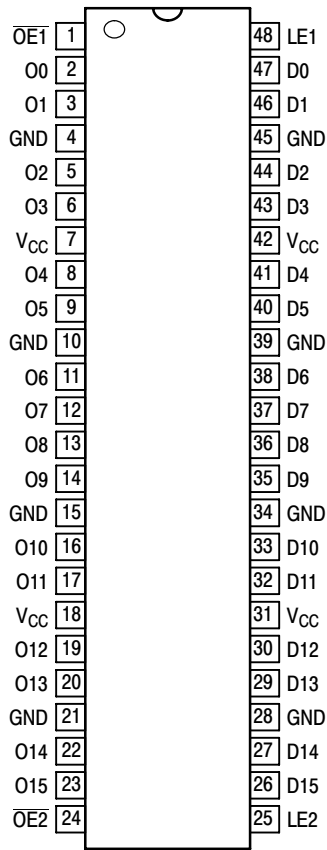 OE1 1 48 LE1
O0 2 47 D0
O1 3 46 D1
GND 4 45 GND
O2 5 44 D2
O3 6 43 D3
VCC 7 42 VCC
O4 8 41 D4
O5 9 40 D5
GND 10 39 GND
O6 11 38 D6
O7 12 37 D7
O8 13 36 D8
O9 14 35 D9
GND 15 34 GND
O10 16 33 D10
O11 17 32 D11
VCC 18 31 VCC
O12 19 30 D12
O13 20 29 D13
GND 21 28 GND
O14 22 27 D14
O15 23 26 D15
OE2 24 25 LE2